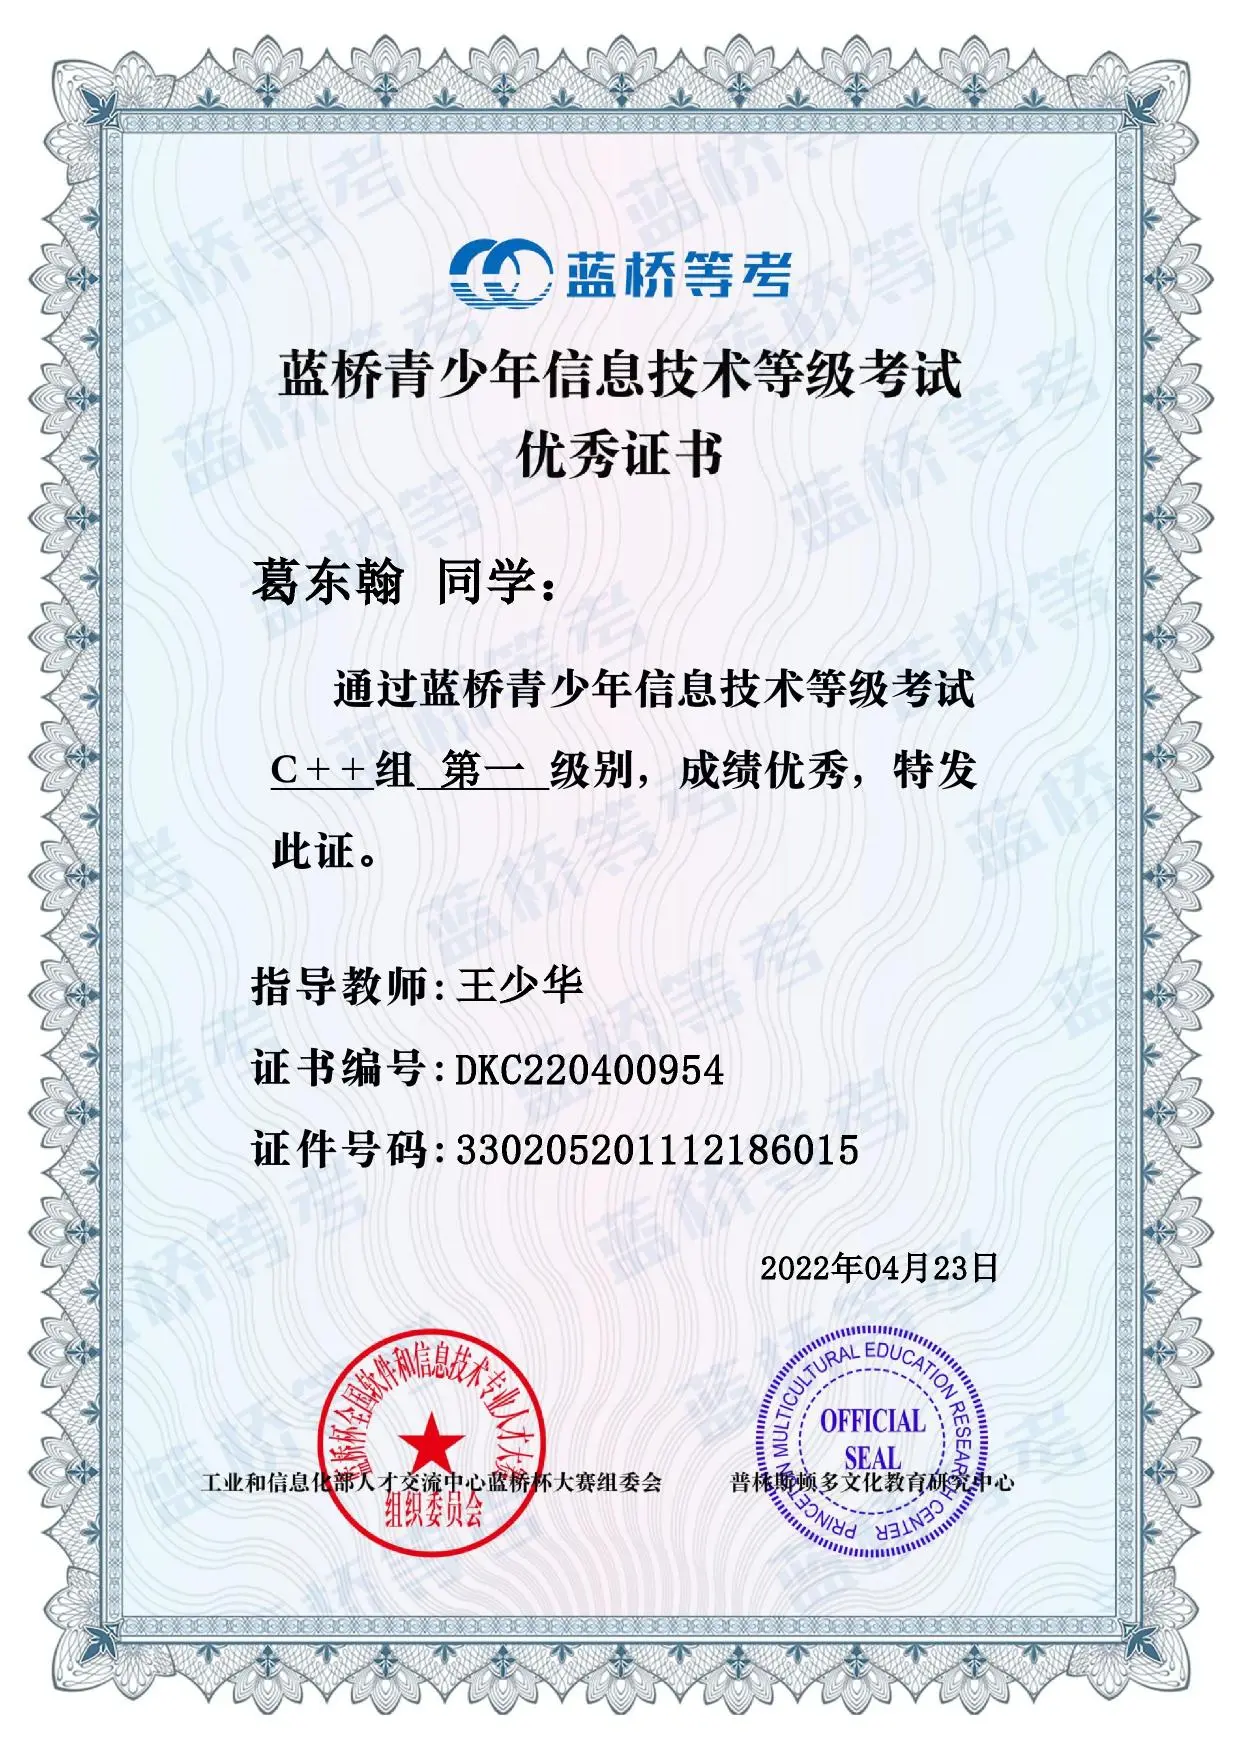 蓝桥等考
蓝桥青少年信息技术等级考试
优秀证书
葛东翰 同学：
通过蓝桥青少年信息技术等级考试
C++组 第一 级别，成绩优秀，特发
此证。
指导教师：王少华
证书编号：DKC220400954
证件号码：330205201112186015
2022年04月23日
蓝桥杯全国软件和信息技术专业人才大赛
组织委员会
工业和信息化部人才交流中心蓝桥杯大赛组委会
PRINCETON MULTICULTURAL EDUCATION RESEARCH CENTER
OFFICIAL
SEAL
普林斯顿多文化教育研究中心